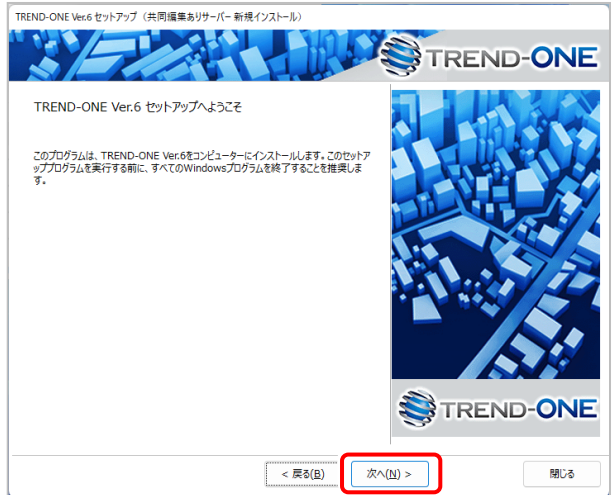 TREND-ONE Ver.6 セットアップ（共同編集ありサーバー 新規インストール）
TREND-ONE
TREND-ONE Ver.6 セットアップへようこそ
このプログラムは、TREND-ONE Ver.6をコンピューターにインストールします。このセットア
ッププログラムを実行する前に、すべてのWindowsプログラムを終了することを推奨しま
す。
TREND-ONE
< 戻る(B)
次へ(N) >
閉じる